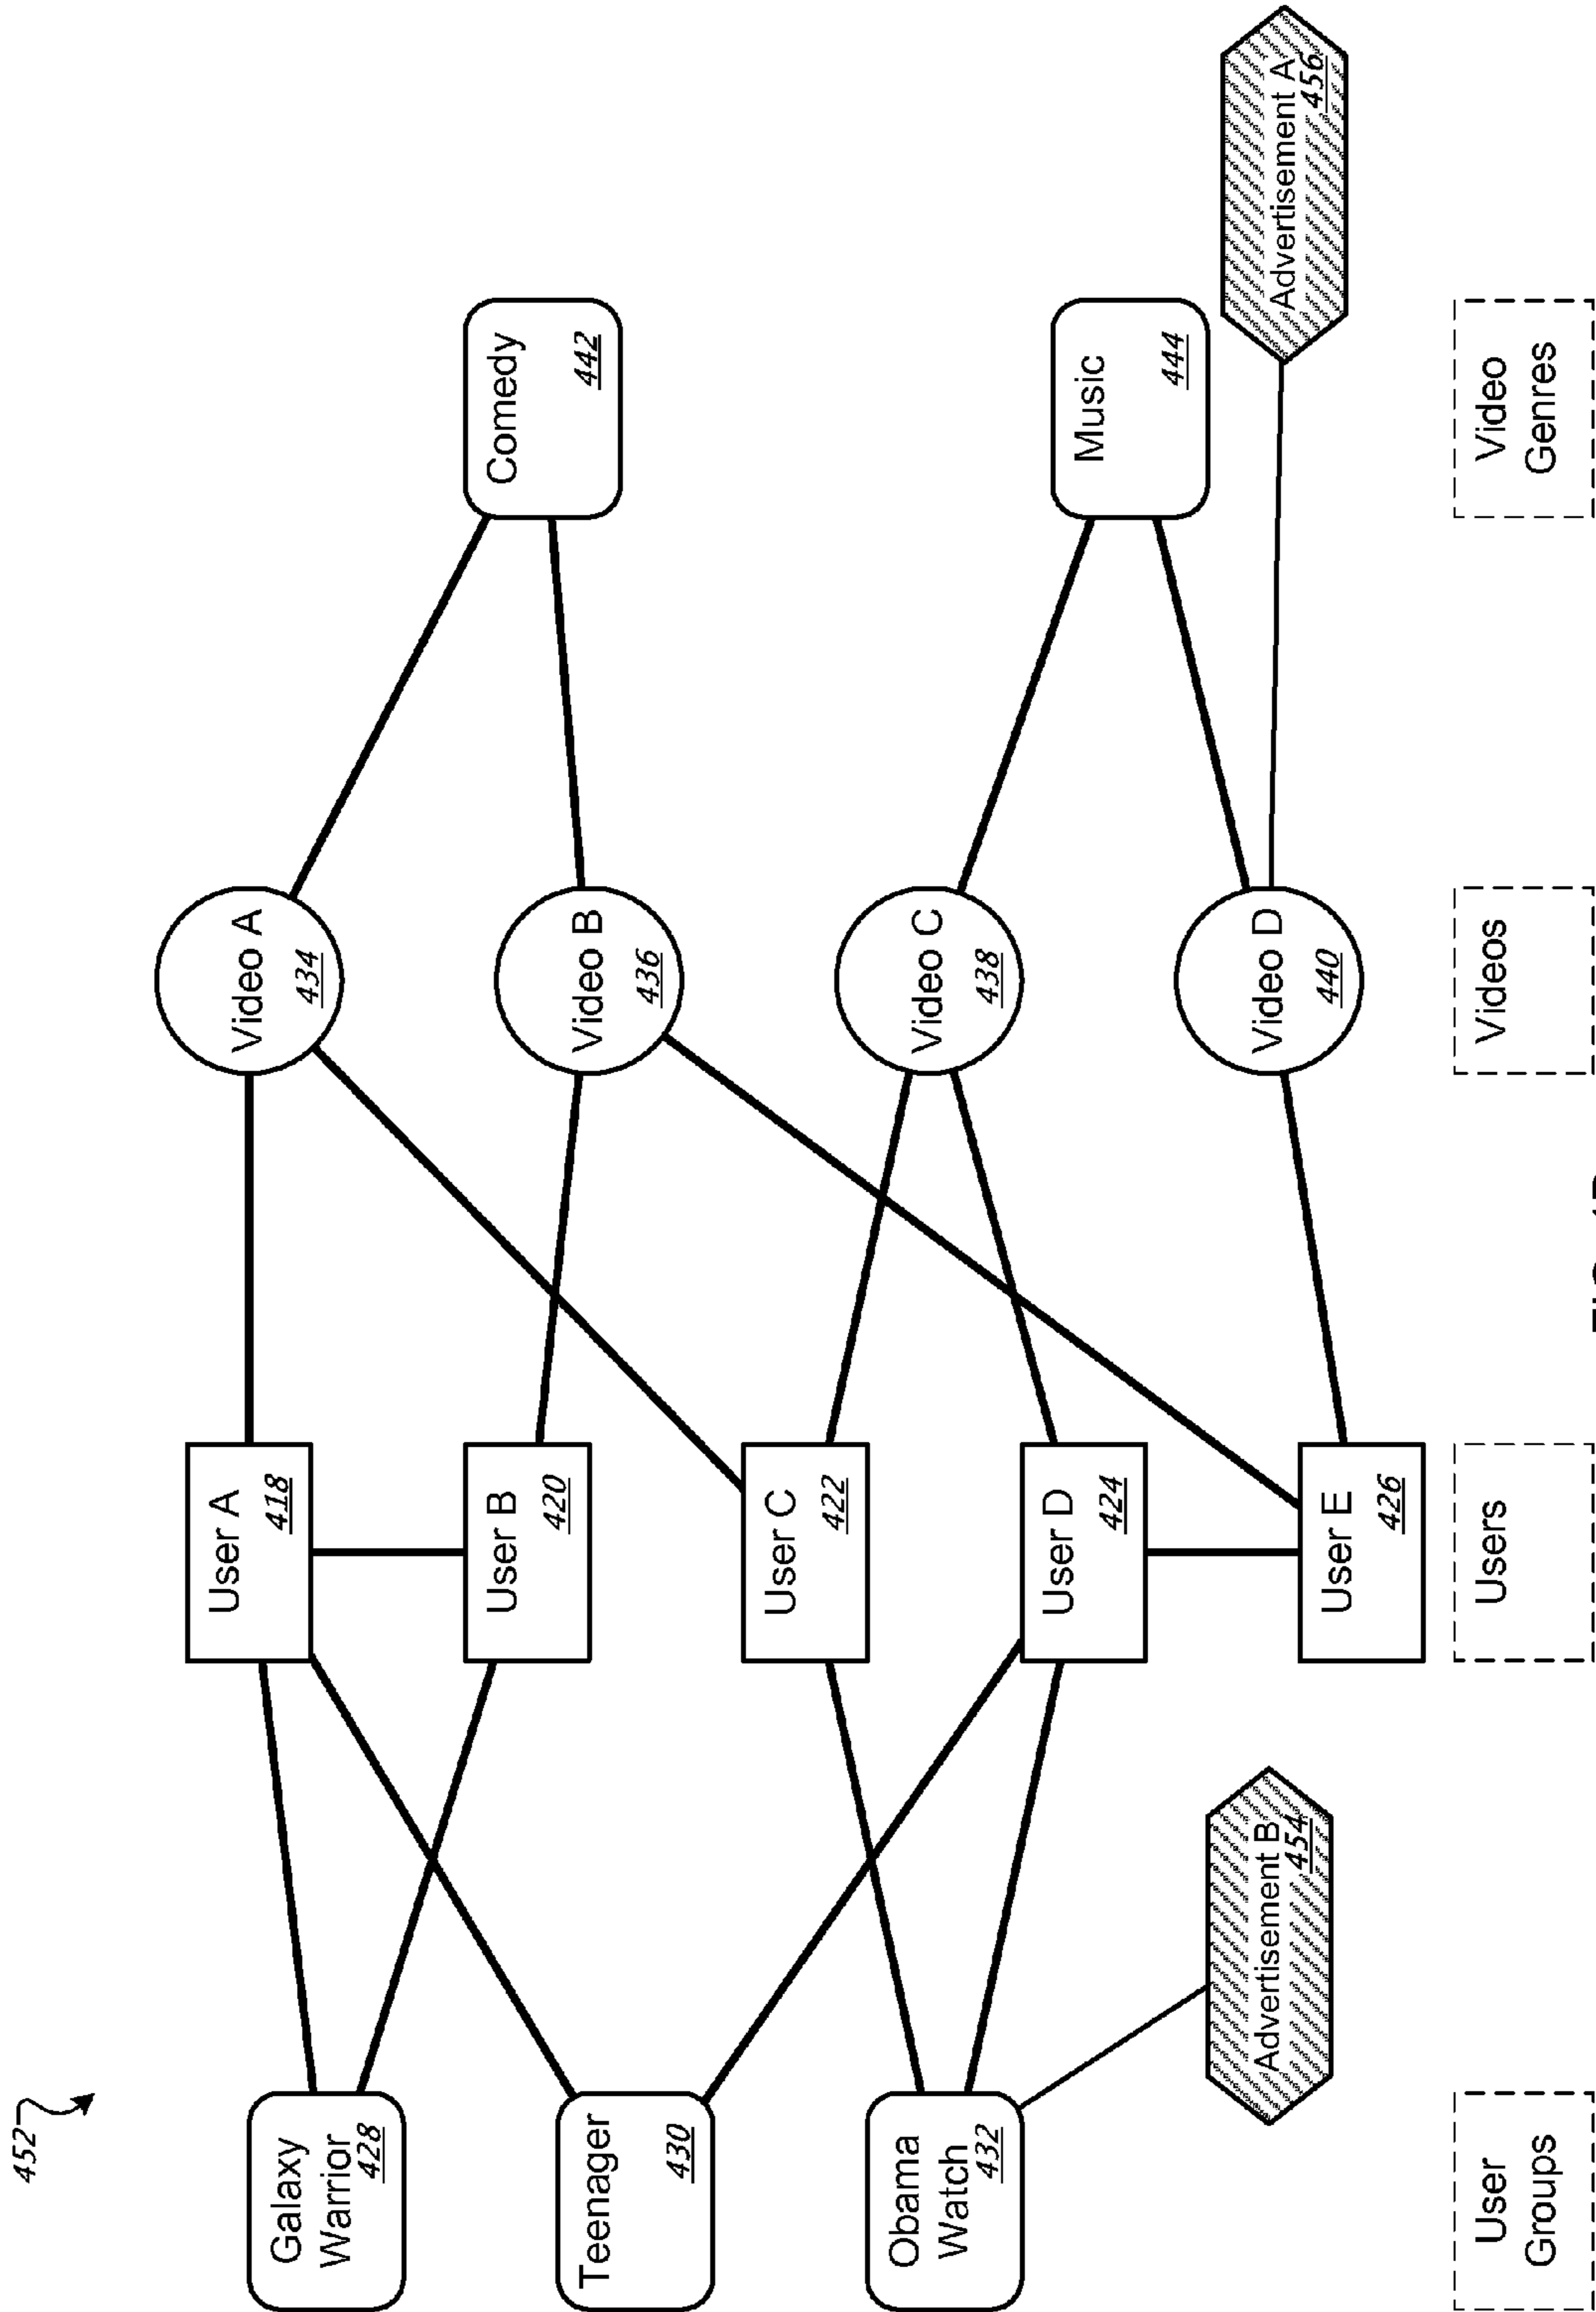 452
Galaxy
Warrior
428
Teenager
430
Obama
Watch
432
Advertisement B
454
User A
418
User B
420
User C
422
User D
424
User E
426
Video A
434
Video B
436
Video C
438
Video D
440
Comedy
442
Music
444
Advertisement A
456
User
Groups
Users
Videos
Video
Genres